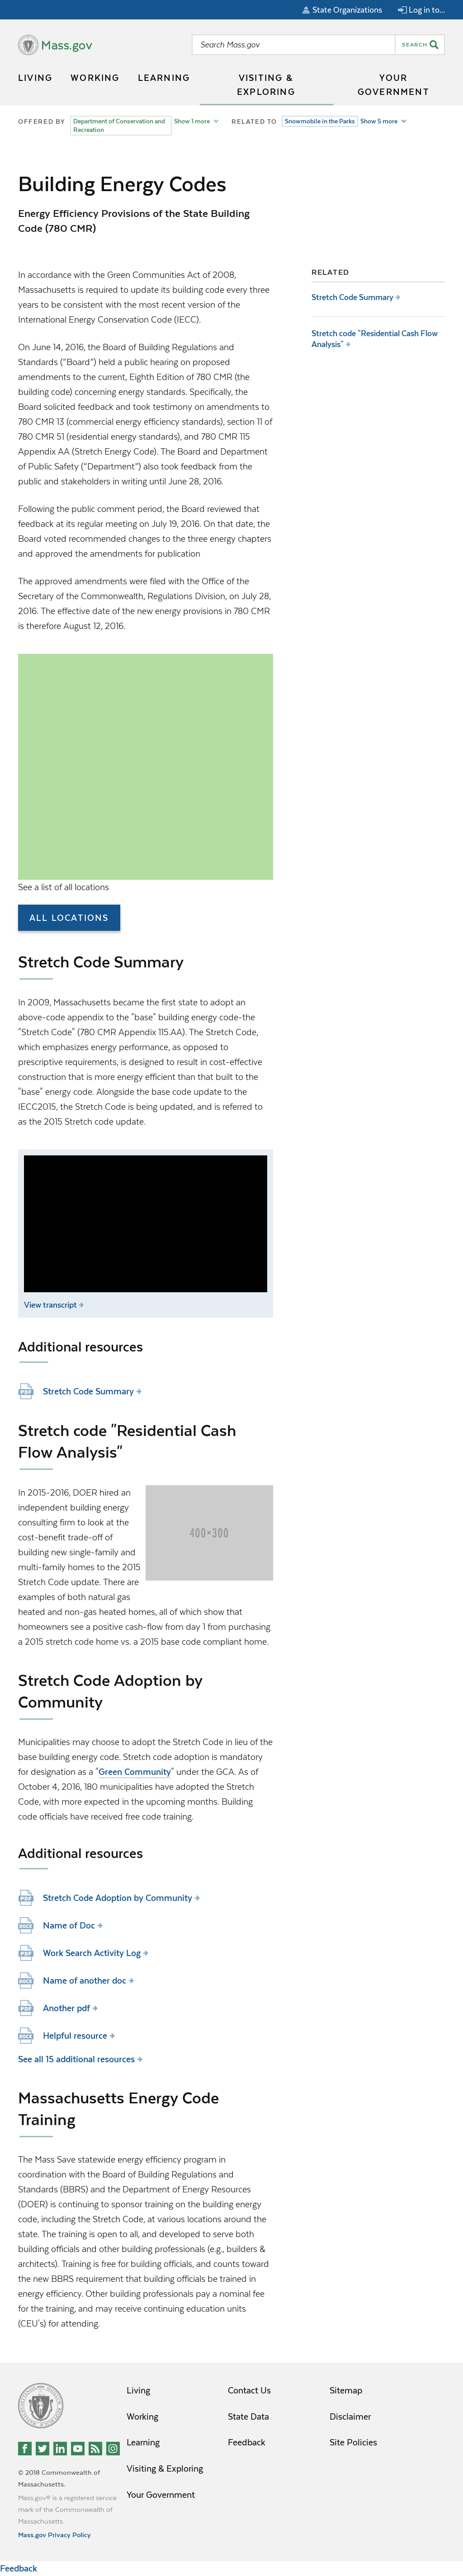 State Organizations
Log in to...
Mass.gov
Search Mass.gov
SEARCH
LIVING
WORKING
LEARNING
VISITING &
EXPLORING
YOUR
GOVERNMENT
OFFERED BY
Department of Conservation and
Recreation
Show 1 more
RELATED TO
Snowmobile in the Parks
Show 5 more
Building Energy Codes
Energy Efficiency Provisions of the State Building
Code (780 CMR)
In accordance with the Green Communities Act of 2008,
Massachusetts is required to update its building code every three
years to be consistent with the most recent version of the
International Energy Conservation Code (IECC).
On June 14, 2016, the Board of Building Regulations and
Standards ("Board") held a public hearing on proposed
amendments to the current, Eighth Edition of 780 CMR (the
building code) concerning energy standards. Specifically, the
Board solicited feedback and took testimony on amendments to
780 CMR 13 (commercial energy efficiency standards), section 11 of
780 CMR 51 (residential energy standards), and 780 CMR 115
Appendix AA (Stretch Energy Code). The Board and Department
of Public Safety ("Department") also took feedback from the
public and stakeholders in writing until June 28, 2016.
Following the public comment period, the Board reviewed that
feedback at its regular meeting on July 19, 2016. On that date, the
Board voted recommended changes to the three energy chapters
and approved the amendments for publication
The approved amendments were filed with the Office of the
Secretary of the Commonwealth, Regulations Division, on July 28,
2016. The effective date of the new energy provisions in 780 CMR
is therefore August 12, 2016.
RELATED
Stretch Code Summary
Stretch code "Residential Cash Flow
Analysis"
See a list of all locations
ALL LOCATIONS
Stretch Code Summary
In 2009, Massachusetts became the first state to adopt an
above-code appendix to the "base" building energy code-the
"Stretch Code" (780 CMR Appendix 115.AA). The Stretch Code,
which emphasizes energy performance, as opposed to
prescriptive requirements, is designed to result in cost-effective
construction that is more energy efficient than that built to the
"base" energy code. Alongside the base code update to the
IECC2015, the Stretch Code is being updated, and is referred to
as the 2015 Stretch code update.
View transcript
Additional resources
PDF
Stretch Code Summary
Stretch code "Residential Cash
Flow Analysis"
In 2015-2016, DOER hired an
independent building energy
consulting firm to look at the
cost-benefit trade-off of
building new single-family and
multi-family homes to the 2015
Stretch Code update. There are
examples of both natural gas
heated and non-gas heated homes, all of which show that
homeowners see a positive cash-flow from day 1 from purchasing
a 2015 stretch code home vs. a 2015 base code compliant home.
400×300
Stretch Code Adoption by
Community
Municipalities may choose to adopt the Stretch Code in lieu of the
base building energy code. Stretch code adoption is mandatory
for designation as a "Green Community" under the GCA. As of
October 4, 2016, 180 municipalities have adopted the Stretch
Code, with more expected in the upcoming months. Building
code officials have received free code training.
Additional resources
PDF
Stretch Code Adoption by Community
DOCX
Name of Doc
PDF
Work Search Activity Log
DOCX
Name of another doc
PDF
Another pdf
DOCX
Helpful resource
See all 15 additional resources
Massachusetts Energy Code
Training
The Mass Save statewide energy efficiency program in
coordination with the Board of Building Regulations and
Standards (BBRS) and the Department of Energy Resources
(DOER) is continuing to sponsor training on the building energy
code, including the Stretch Code, at various locations around the
state. The training is open to all, and developed to serve both
building officials and other building professionals (e.g., builders &
architects). Training is free for building officials, and counts toward
the new BBRS requirement that building officials be trained in
energy efficiency. Other building professionals pay a nominal fee
for the training, and may receive continuing education units
(CEU's) for attending.
Living
Working
Learning
Visiting & Exploring
Your Government
Contact Us
State Data
Feedback
Sitemap
Disclaimer
Site Policies
© 2018 Commonwealth of
Massachusetts.
Mass.gov® is a registered service
mark of the Commonwealth of
Massachusetts.
Mass.gov Privacy Policy
Feedback